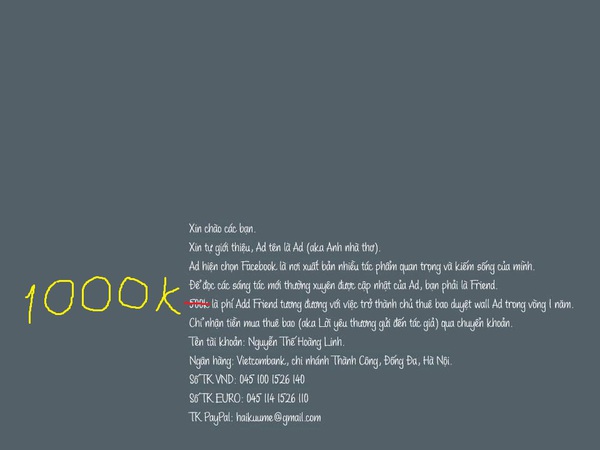 Xin chào các bạn.
Xin tự giới thiệu, Ad tên là Ad (aka Anh nhà thơ).
Ad hiện chọn Facebook là nơi xuất bản nhiều tác phẩm quan trọng và kiếm sống của mình.
Để đọc các sáng tác mới thường xuyên được cập nhật của Ad, bạn phải là Friend.
1000k 500k là phí Add Friend tương đương với việc trở thành chủ thuê bao duyệt wall Ad trong vòng 1 năm.
Chỉ nhận tiền mua thuê bao (aka Lời yêu thương gửi đến tác giả) qua chuyển khoản.
Tên tài khoản: Nguyễn Thế Hoàng Linh.
Ngân hàng: Vietcombank, chi nhánh Thành Công, Đống Đa, Hà Nội.
Số TK VND: 045 100 1526 140
Số TK EURO: 045 114 1526 110
TK PayPal: haikuume@gmail.com